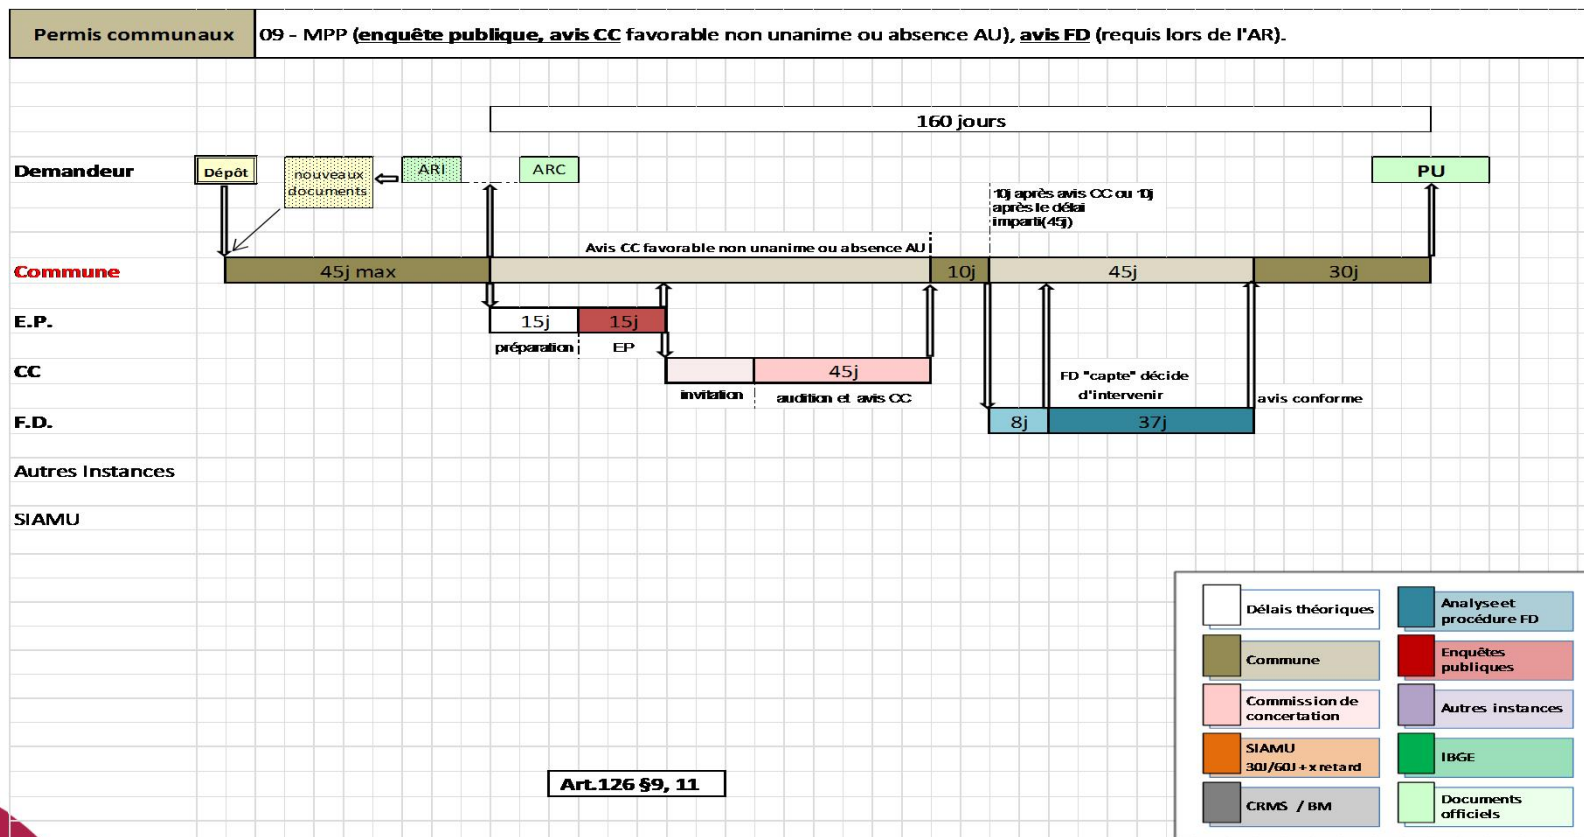 Permis communaux
09 - MPP (enquête publique, avis CC favorable non unanime ou absence AU), avis FD (requis lors de l'AR).
160 jours
Demandeur
Dépôt
nouveaux
documents
ARI
ARC
PU
10j après avis CC ou 10j
après le délai
imparti(45j)
Avis CC favorable non unanime ou absence AU
Commune
45j max
10j
45j
30j
E.P.
15j
15j
préparation
EP
CC
45j
invitation
audition et avis CC
FD "capte" décide
d'intervenir
avis conforme
F.D.
8j
37j
Autres Instances
SIAMU
Délais théoriques
Analyse et
procédure FD
Commune
Enquêtes
publiques
Commission de
concertation
Autres instances
SIAMU
30J/60J + x retard
IBGE
CRMS / BM
Documents
officiels
Art.126 §9, 11